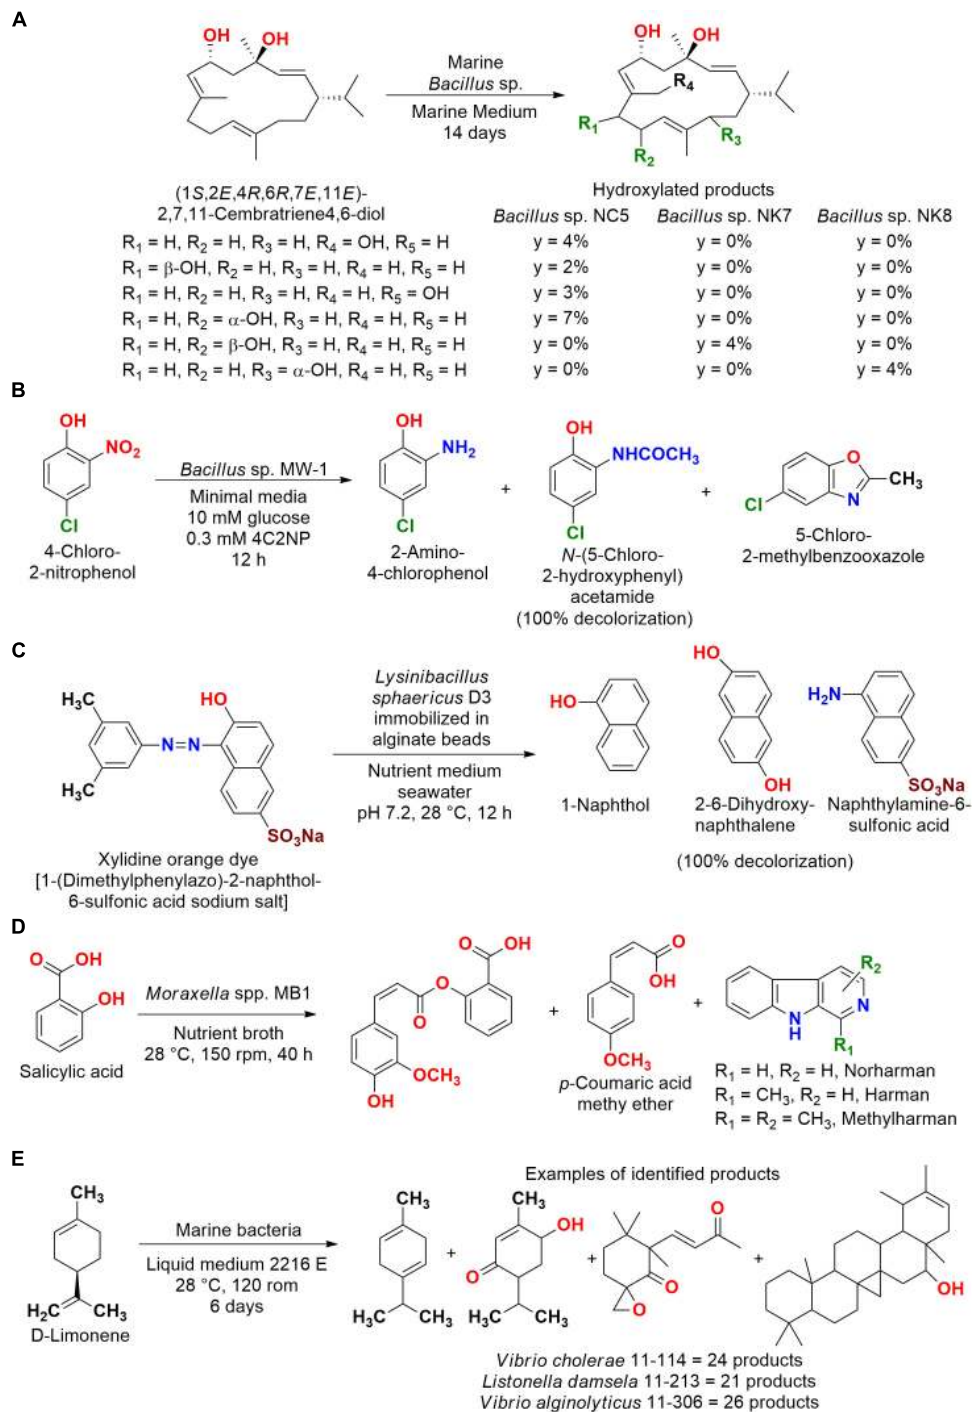 A
OH
OH
OH
OH
R4
R1
R2
R3
Marine
Bacillus sp.
Marine Medium
14 days
(1S,2E,4R,6R,7E,11E)-
2,7,11-Cembratriene4,6-diol
Hydroxylated products
Bacillus sp. NC5 Bacillus sp. NK7 Bacillus sp. NK8
R1 = H, R2 = H, R3 = H, R4 = OH, R5 = H y = 4% y = 0% y = 0%
R1 = β-OH, R2 = H, R3 = H, R4 = H, R5 = H y = 2% y = 0% y = 0%
R1 = H, R2 = H, R3 = H, R4 = H, R5 = OH y = 3% y = 0% y = 0%
R1 = H, R2 = α-OH, R3 = H, R4 = H, R5 = H y = 7% y = 0% y = 0%
R1 = H, R2 = β-OH, R3 = H, R4 = H, R5 = H y = 0% y = 4% y = 0%
R1 = H, R2 = H, R3 = α-OH, R4 = H, R5 = H y = 0% y = 0% y = 4%
B
OH
NO2
Cl
4-Chloro-
2-nitrophenol
Bacillus sp. MW-1
Minimal media
10 mM glucose
0.3 mM 4C2NP
12 h
OH
NH2
Cl
2-Amino-
4-chlorophenol
+
OH
NHCOCH3
Cl
N-(5-Chloro-
2-hydroxyphenyl)
acetamide
(100% decolorization)
+
O
CH3
N
Cl
5-Chloro-
2-methylbenzooxazole
C
H3C
HO
N=N
H3C
SO3Na
Xylidine orange dye
[1-(Dimethylphenylazo)-2-naphthol-
6-sulfonic acid sodium salt]
Lysinibacillus
sphaericus D3
immobilized in
alginate beads
Nutrient medium
seawater
pH 7.2, 28 °C, 12 h
HO
1-Naphthol
HO
OH
2-6-Dihydroxy-
naphthalene
H2N
SO3Na
Naphthylamine-6-
sulfonic acid
(100% decolorization)
D
O
OH
OH
Salicylic acid
Moraxella spp. MB1
Nutrient broth
28 °C, 150 rpm, 40 h
O
OH
O
O
OCH3
OH
+
O
OH
OCH3
p-Coumaric acid
methy ether
+
R2
N
NH
R1
R1 = H, R2 = H, Norharman
R1 = CH3, R2 = H, Harman
R1 = R2 = CH3, Methylharman
E
CH3
H2C
CH3
D-Limonene
Marine bacteria
Liquid medium 2216 E
28 °C, 120 rom
6 days
Examples of identified products
CH3
H3C
CH3
+
CH3
OH
O
H3C
CH3
+
O
O
O
+
OH
Vibrio cholerae 11-114 = 24 products
Listonella damsela 11-213 = 21 products
Vibrio alginolyticus 11-306 = 26 products